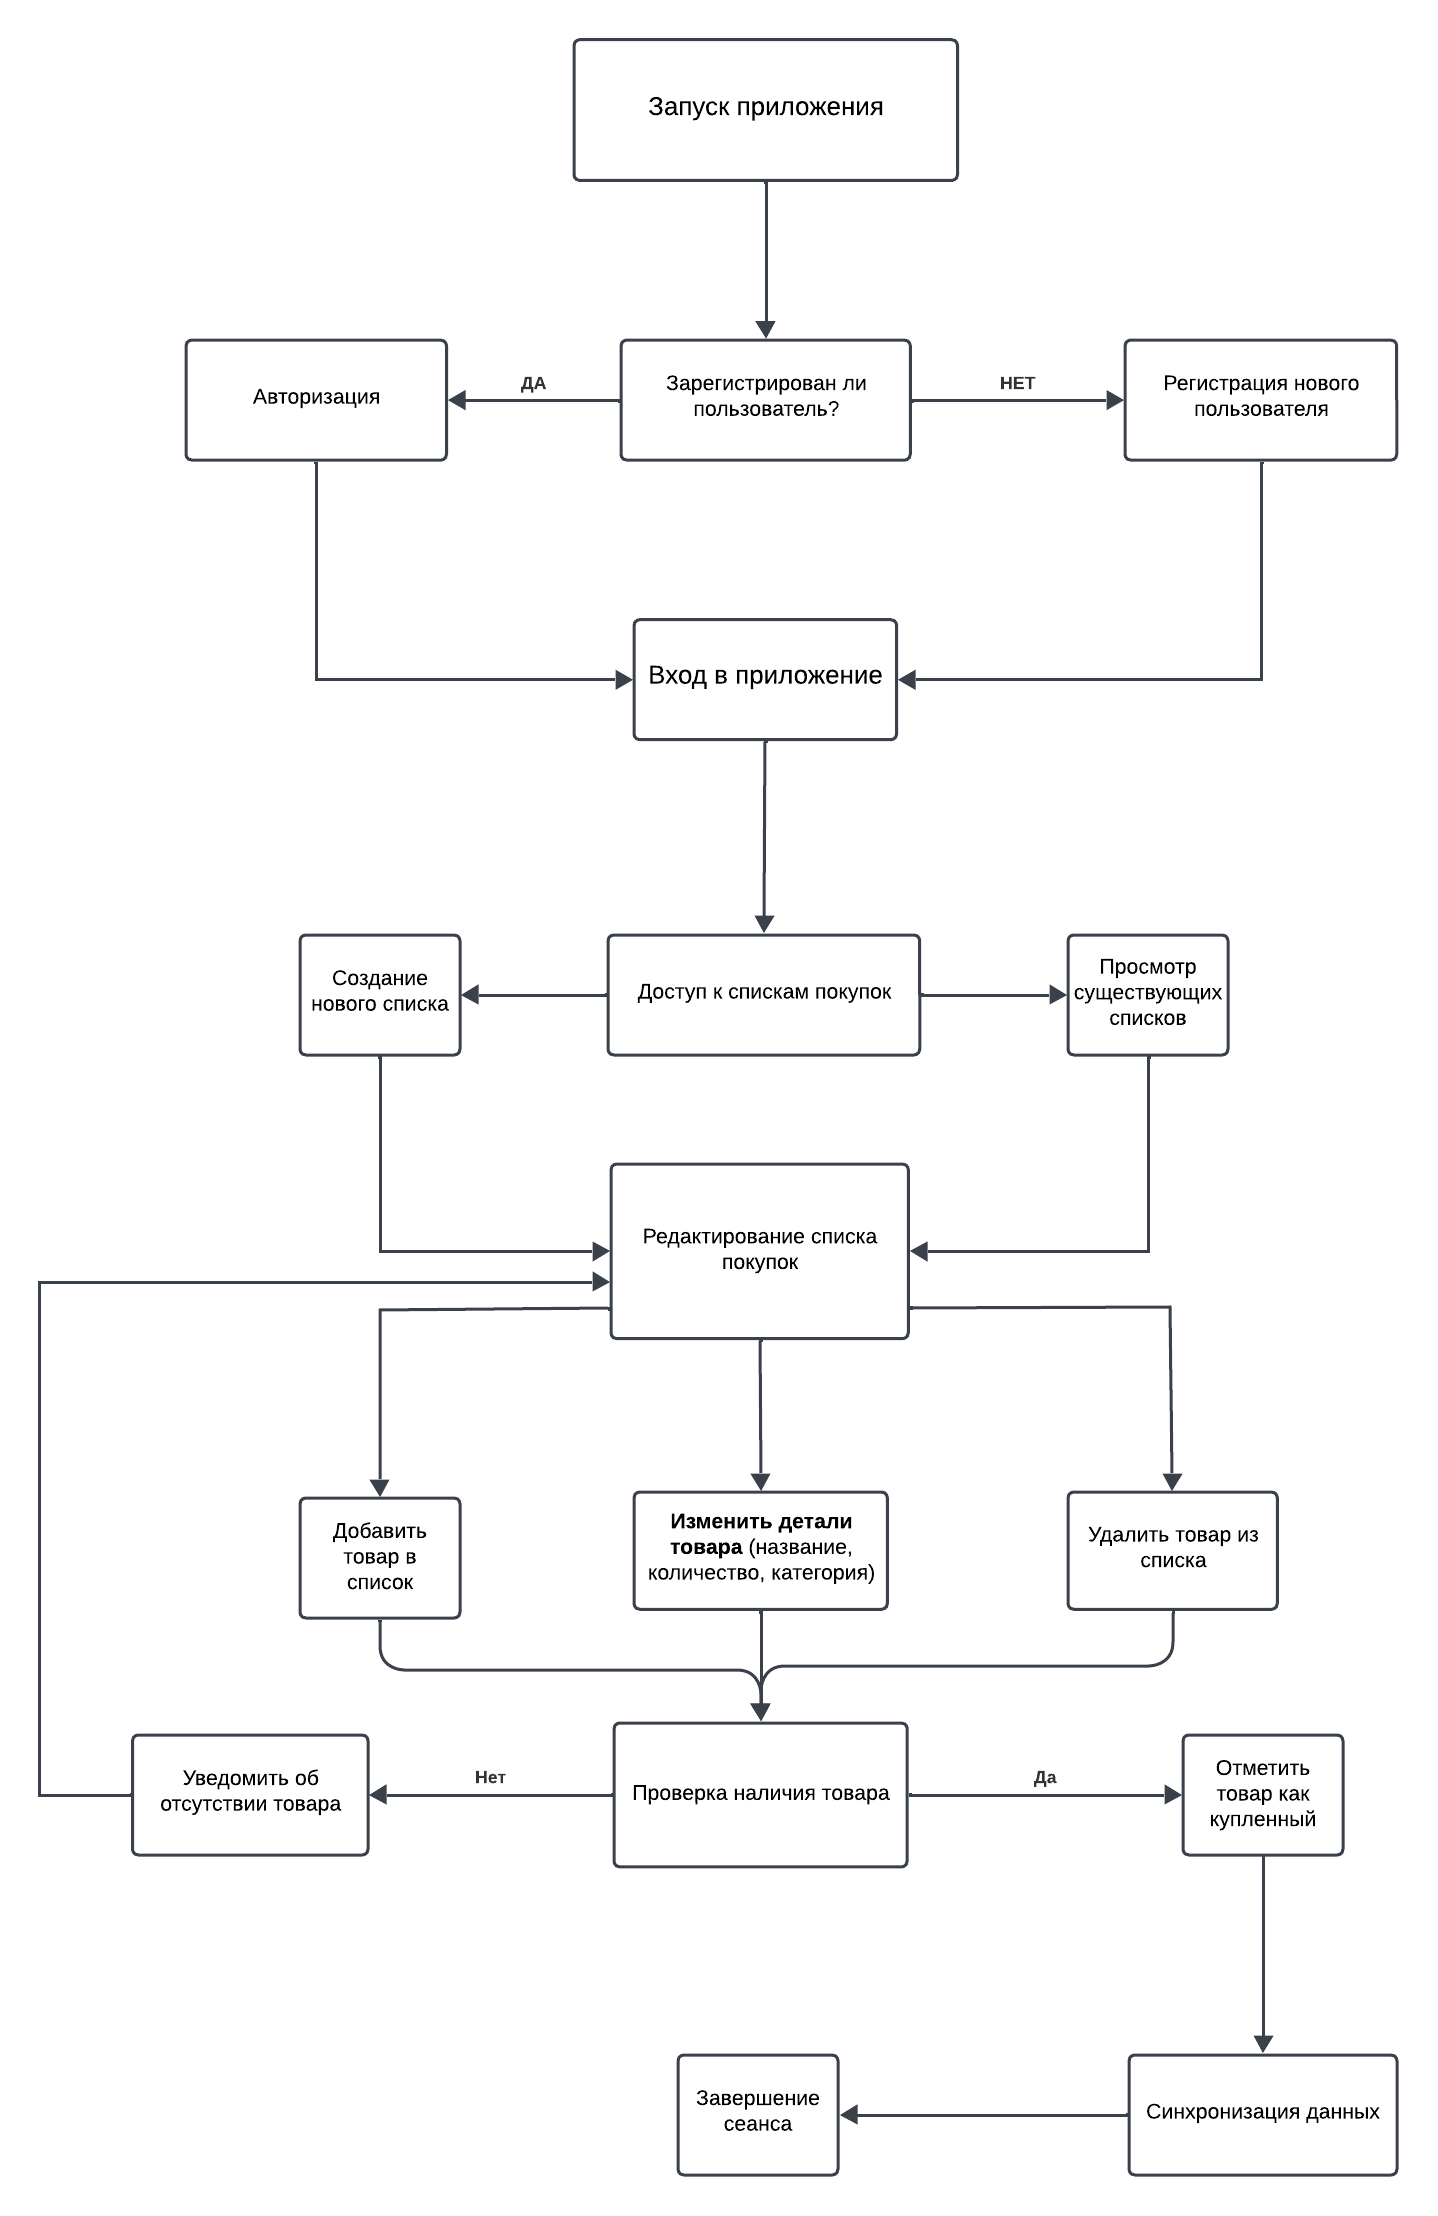 Запуск приложения
Авторизация
ДА
Зарегистрирован ли
пользователь?
НЕТ
Регистрация нового
пользователя
Вход в приложение
Создание
нового списка
Доступ к спискам покупок
Просмотр
существующих
списков
Редактирование списка
покупок
Добавить
товар в
список
Изменить детали
товара (название,
количество, категория)
Удалить товар из
списка
Уведомить об
отсутствии товара
Нет
Проверка наличия товара
Да
Отметить
товар как
купленный
Завершение
сеанса
Синхронизация данных